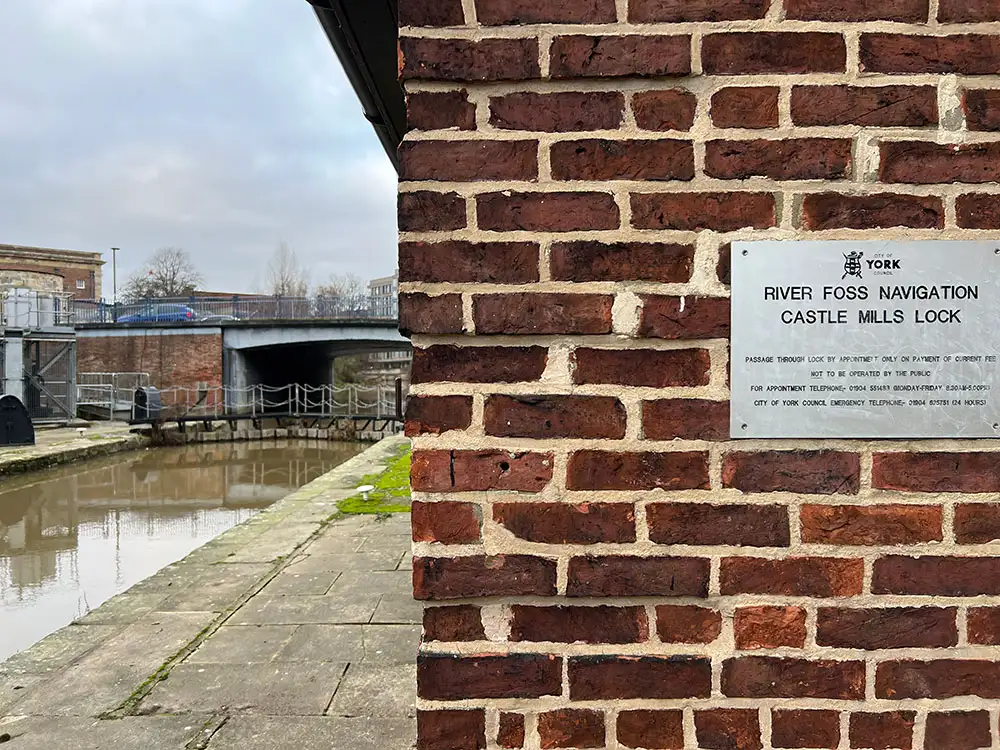 CITY OF
YORK
COUNCIL
RIVER FOSS NAVIGATION
CASTLE MILLS LOCK
PASSAGE THROUGH LOCK BY APPOINTMENT ONLY ON PAYMENT OF CURRENT FEE
NOT TO BE OPERATED BY THE PUBLIC
FOR APPOINTMENT TELEPHONE:- 01904 551483 (MONDAY-FRIDAY 8.30AM-5.00PM)
CITY OF YORK COUNCIL EMERGENCY TELEPHONE:- 01904 625751 (24 HOURS)